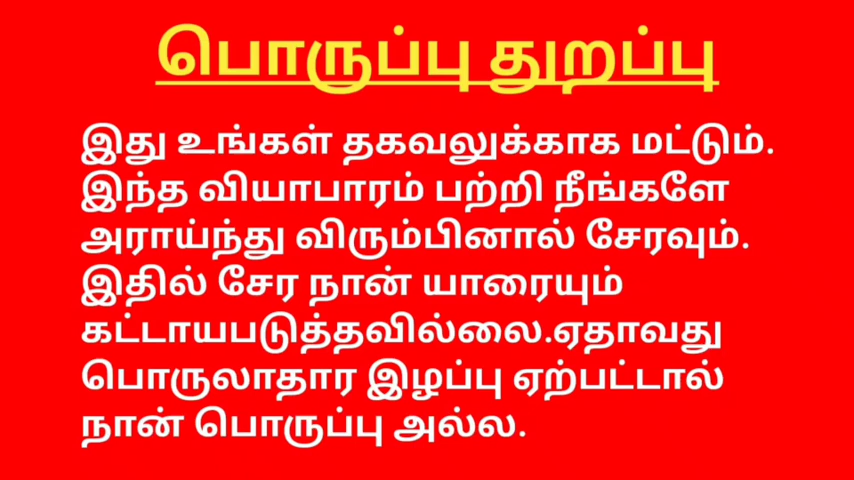 பொருப்பு துறப்பு
இது உங்கள் தகவலுக்காக மட்டும்.
இந்த வியாபாரம் பற்றி நீங்களே
அராய்ந்து விரும்பினால் சேரவும்.
இதில் சேர நான் யாரையும்
கட்டாயபடுத்தவில்லை.ஏதாவது
பொருலாதார இழப்பு ஏற்பட்டால்
நான் பொருப்பு அல்ல.